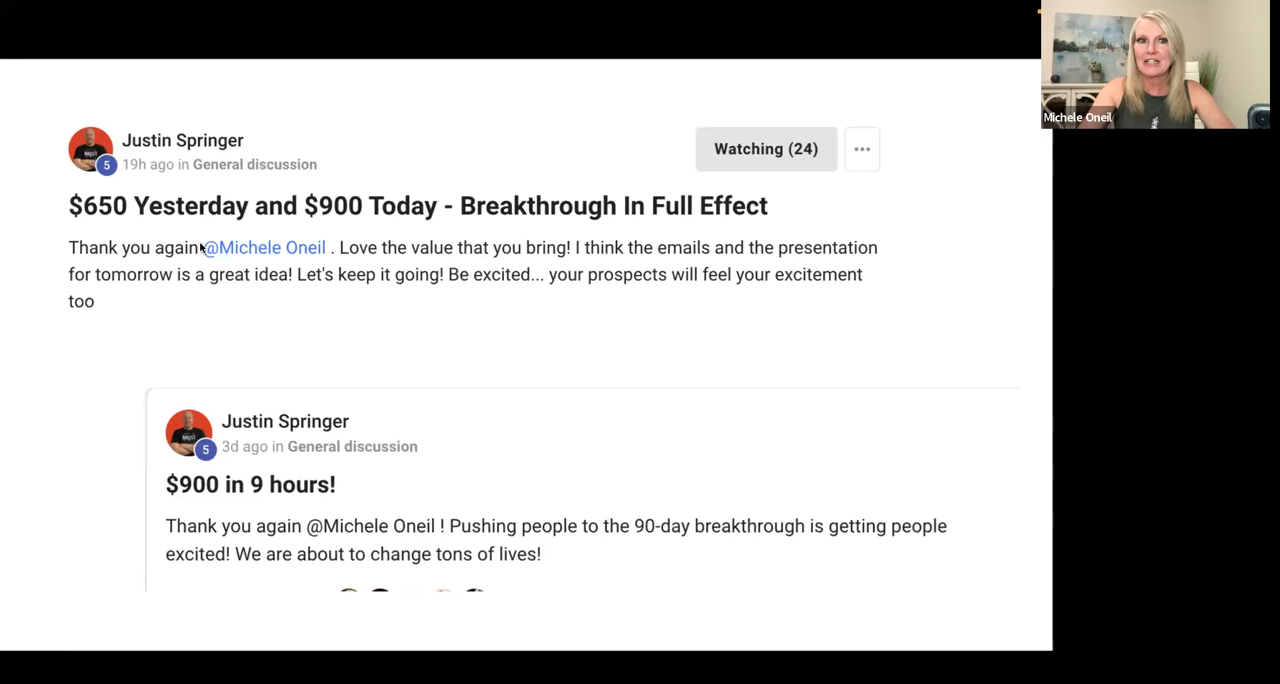 Michele Oneil
Justin Springer
5
19h ago in General discussion
Watching (24)
$650 Yesterday and $900 Today - Breakthrough In Full Effect
Thank you again @Michele Oneil . Love the value that you bring! I think the emails and the presentation
for tomorrow is a great idea! Let's keep it going! Be excited... your prospects will feel your excitement
too
Justin Springer
5
3d ago in General discussion
$900 in 9 hours!
Thank you again @Michele Oneil ! Pushing people to the 90-day breakthrough is getting people
excited! We are about to change tons of lives!